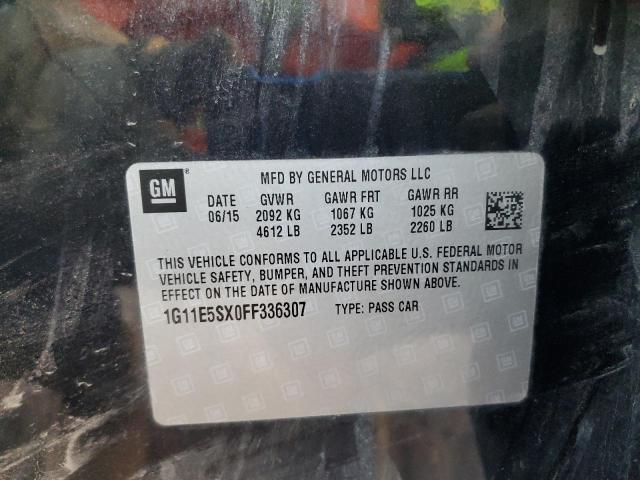 GM ® MFD BY GENERAL MOTORS LLC
DATE GVWR GAWR FRT GAWR RR
06/15 2092 KG 1067 KG 1025 KG
4612 LB 2352 LB 2260 LB
THIS VEHICLE CONFORMS TO ALL APPLICABLE U.S. FEDERAL MOTOR
VEHICLE SAFETY, BUMPER, AND THEFT PREVENTION STANDARDS IN
EFFECT ON THE DATE OF MANUFACTURE SHOWN ABOVE.
1G11E5SX0FF336307 TYPE: PASS CAR